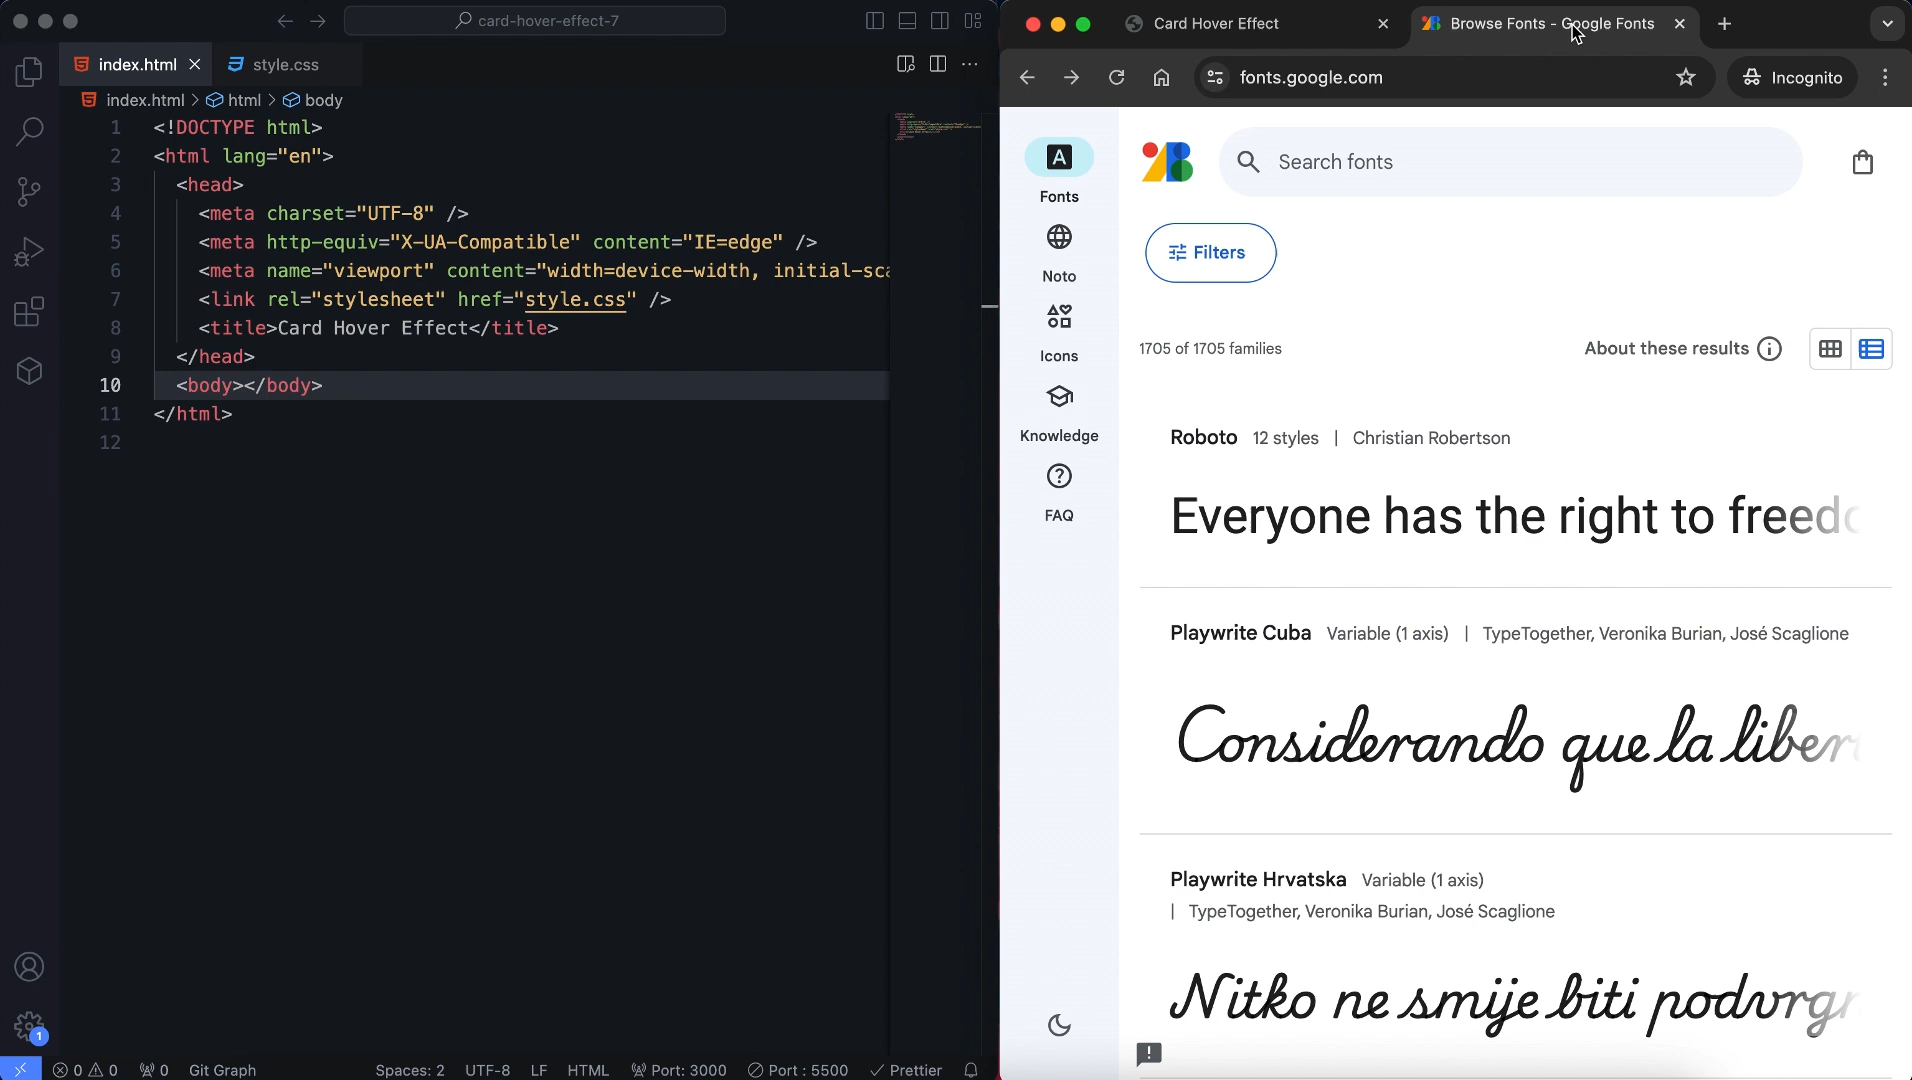 card-hover-effect-7
index.html
style.css
index.html > html > body
1 <!DOCTYPE html>
2 <html lang="en">
3 <head>
4 <meta charset="UTF-8" />
5 <meta http-equiv="X-UA-Compatible" content="IE=edge" />
6 <meta name="viewport" content="width=device-width, initial-sca
7 <link rel="stylesheet" href="style.css" />
8 <title>Card Hover Effect</title>
9 </head>
10 <body></body>
11 </html>
12
1
0 0 0 Git Graph Spaces: 2 UTF-8 LF HTML Port: 3000 Port : 5500 Prettier
Card Hover Effect
Browse Fonts - Google Fonts
fonts.google.com
Incognito
A
Fonts
Noto
Icons
Knowledge
FAQ
Search fonts
Filters
1705 of 1705 families
About these results
Roboto 12 styles | Christian Robertson
Everyone has the right to freedo
Playwrite Cuba Variable (1 axis) | TypeTogether, Veronika Burian, José Scaglione
Considerando que la libert
Playwrite Hrvatska Variable (1 axis)
| TypeTogether, Veronika Burian, José Scaglione
Nitko ne smije biti podvrgn